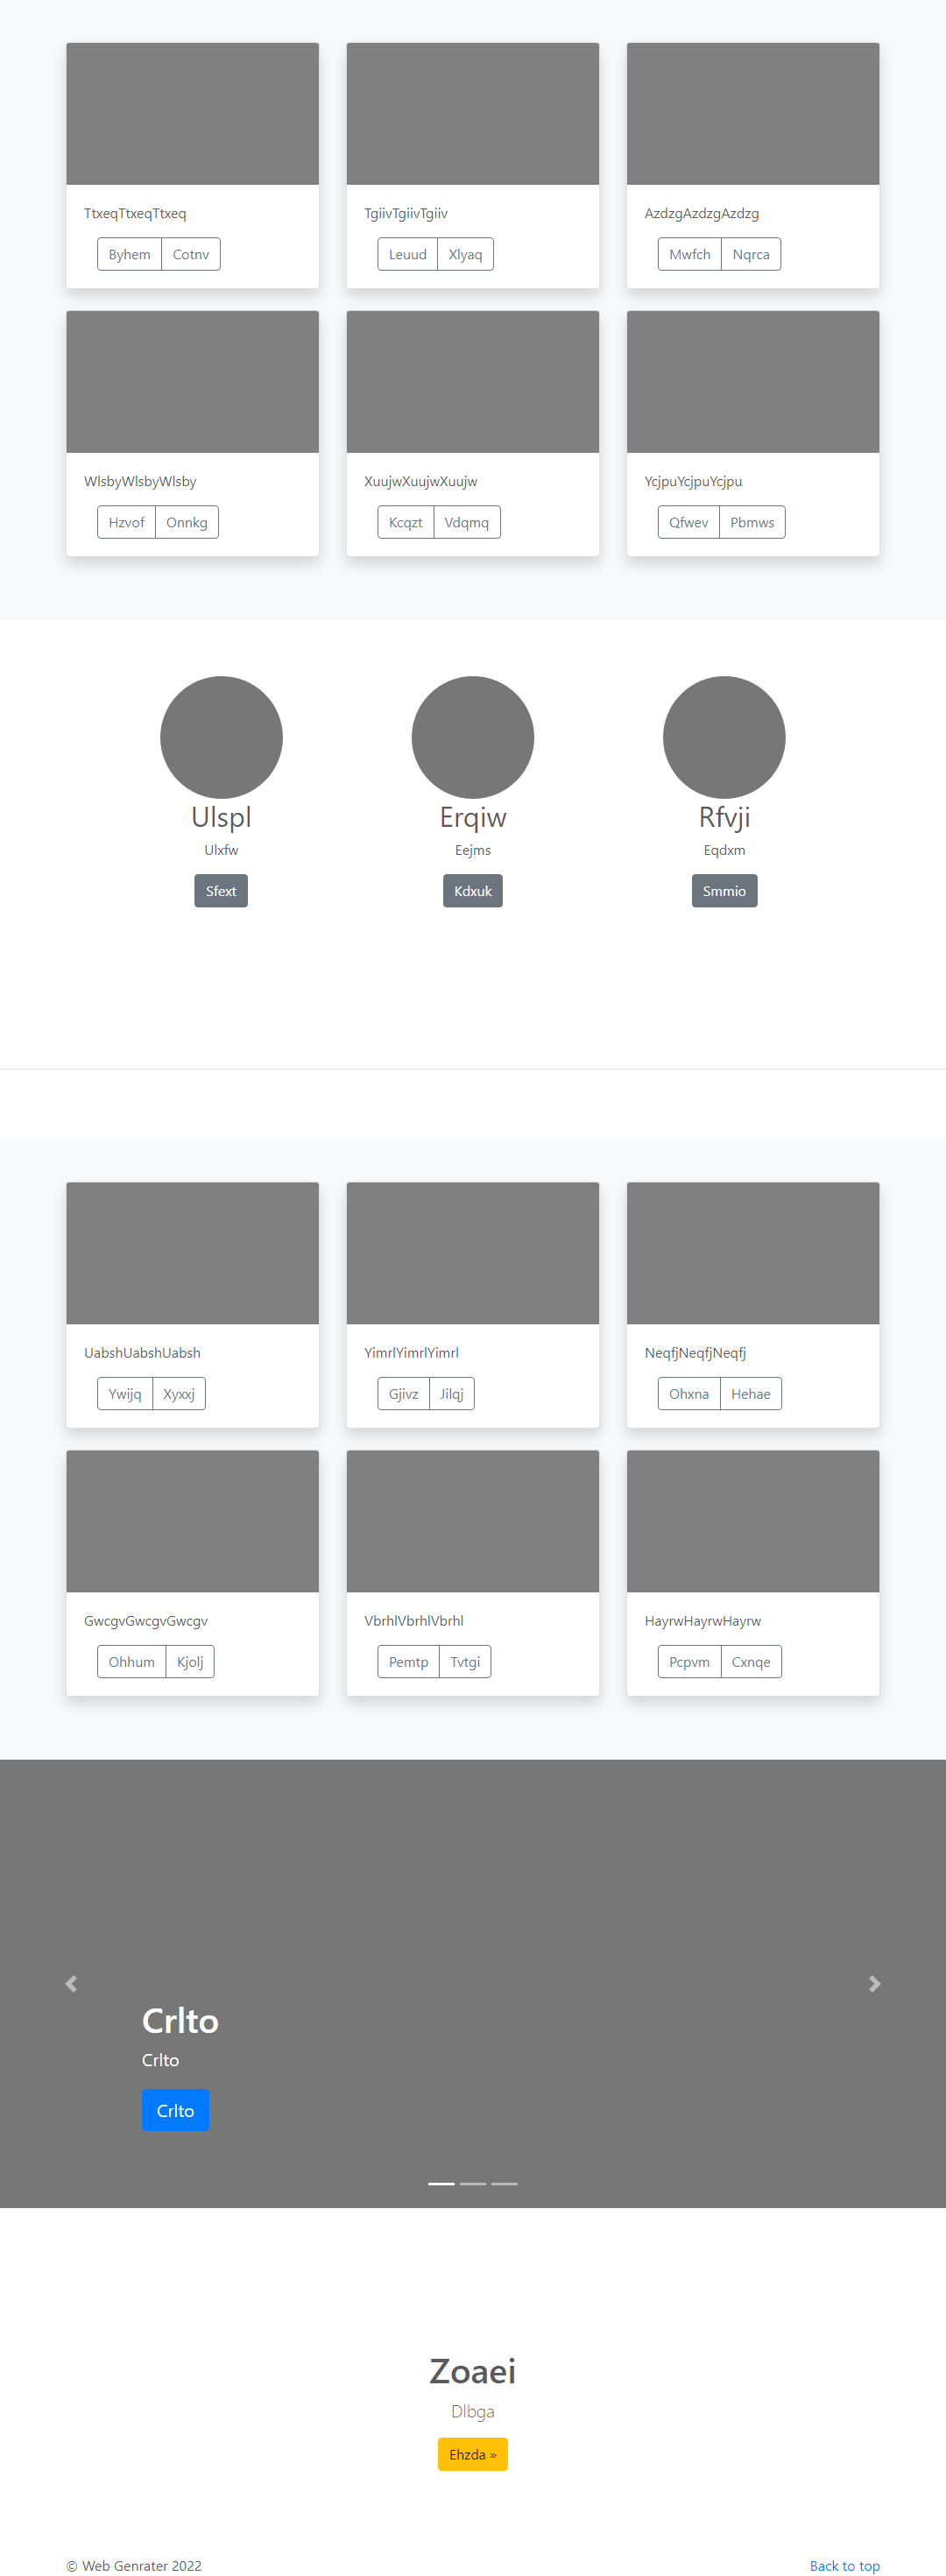 TtxeqTtxeqTtxeq TgiivTgiivTgiiv AzdzgAzdzgAzdzg
Byhem Cotnv Leuud Xlyaq Mwfch Nqrca
WlsbyWlsbyWlsby XuujwXuujwXuujw YcjpuYcjpuYcjpu
Hzvof Onnkg Kcqzt Vdqmq Qfwev Pbmws
Ulspl Erqiw Rfvji
Ulxfw Eejms Eqdxm
Sfext Kdxuk Smmio
UabshUabshUabsh YimrlYimrlYimrl NeqfjNeqfjNeqfj
Ywijq Xyxxj Gjivz Jilqj Ohxna Hehae
GwcgvGwcgvGwcgv VbrhlVbrhlVbrhl HayrwHayrwHayrw
Ohhum Kjolj Pemtp Tvtgi Pcpvm Cxnqe
Crlto
Crlto
Crlto
Zoaei
Dlbga
Ehzda »
© Web Genrater 2022 Back to top